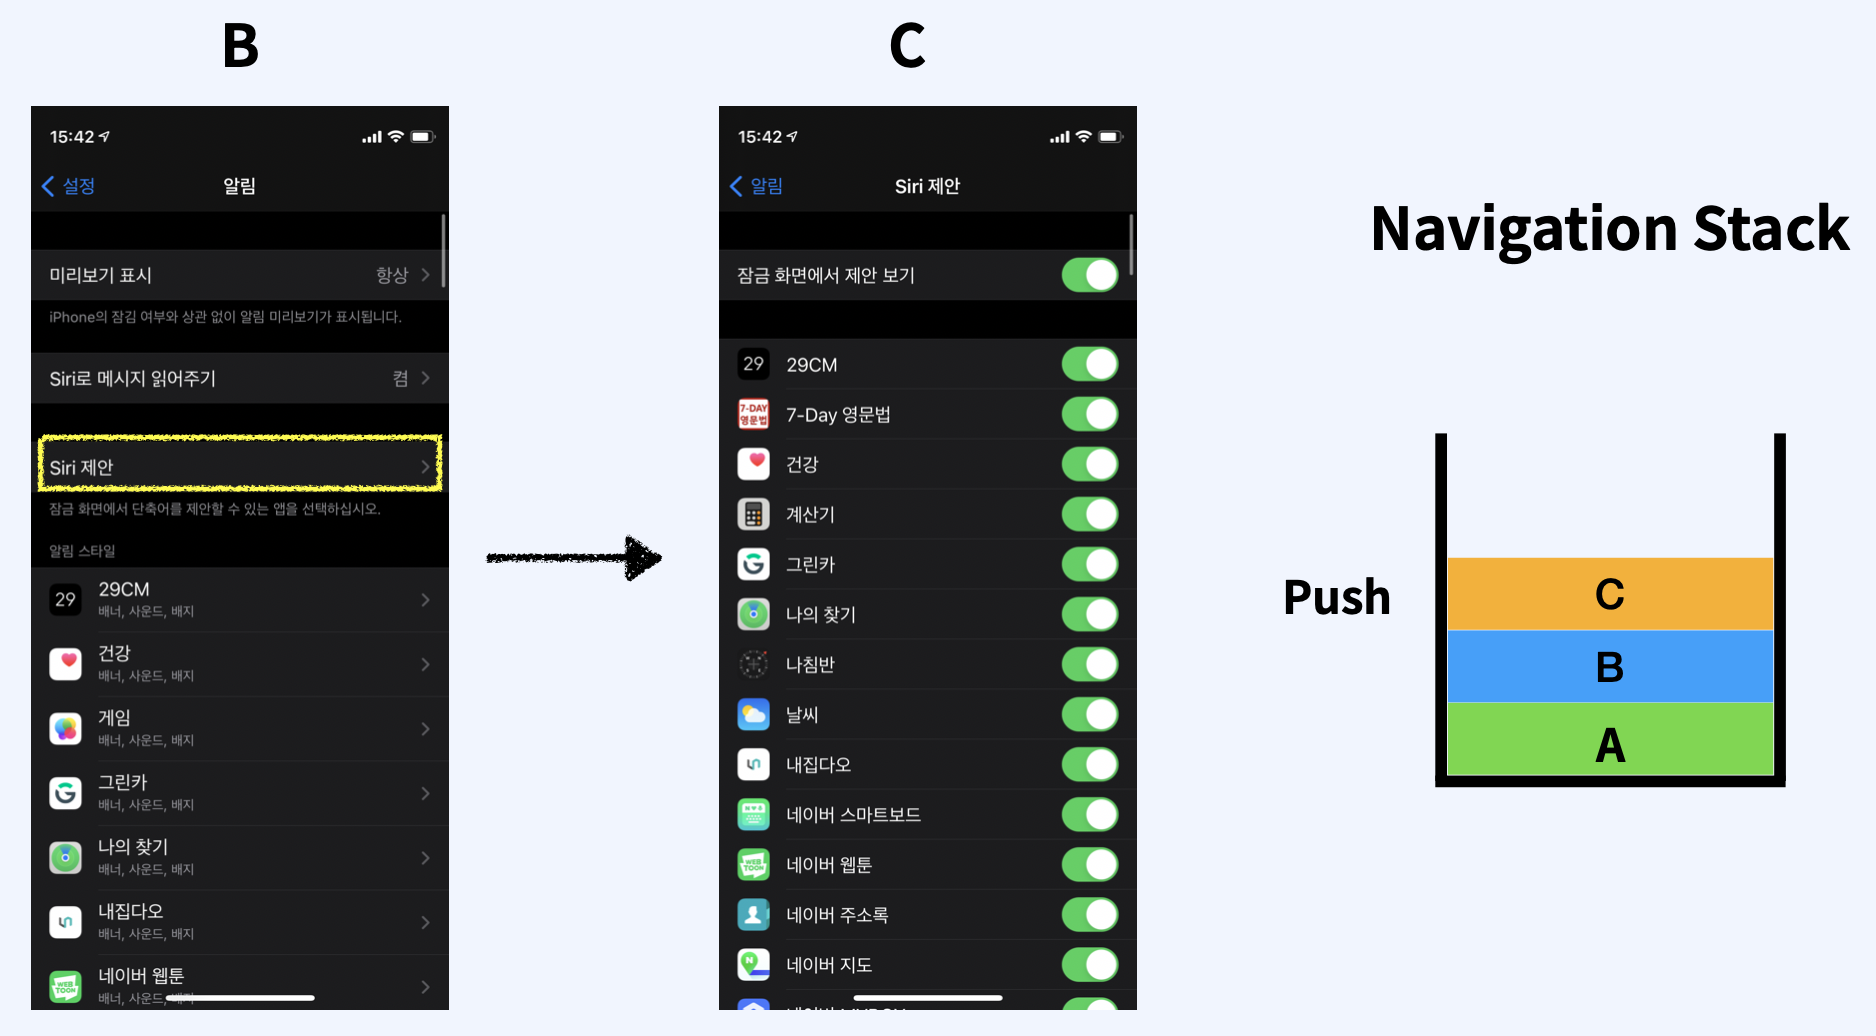 B
15:42
설정
알림
미리보기 표시
항상
iPhone의 잠김 여부와 상관 없이 알림 미리보기가 표시됩니다.
Siri로 메시지 읽어주기
켬
Siri 제안
잠금 화면에서 단축어를 제안할 수 있는 앱을 선택하십시오.
알림 스타일
29
29CM
배너, 사운드, 배지
건강
배너, 사운드, 배지
게임
배너, 사운드, 배지
그린카
배너, 사운드, 배지
나의 찾기
배너, 사운드, 배지
내집다오
배너, 사운드, 배지
WEB
TOON
네이버 웹툰
배너, 사운드, 배지
C
15:42
알림
Siri 제안
잠금 화면에서 제안 보기
29
29CM
7-DAY
영문법
7-Day 영문법
건강
계산기
그린카
나의 찾기
나침반
날씨
내집다오
네이버 스마트보드
WEB
TOON
네이버 웹툰
네이버 주소록
N
네이버 지도
Navigation Stack
Push
C
B
A